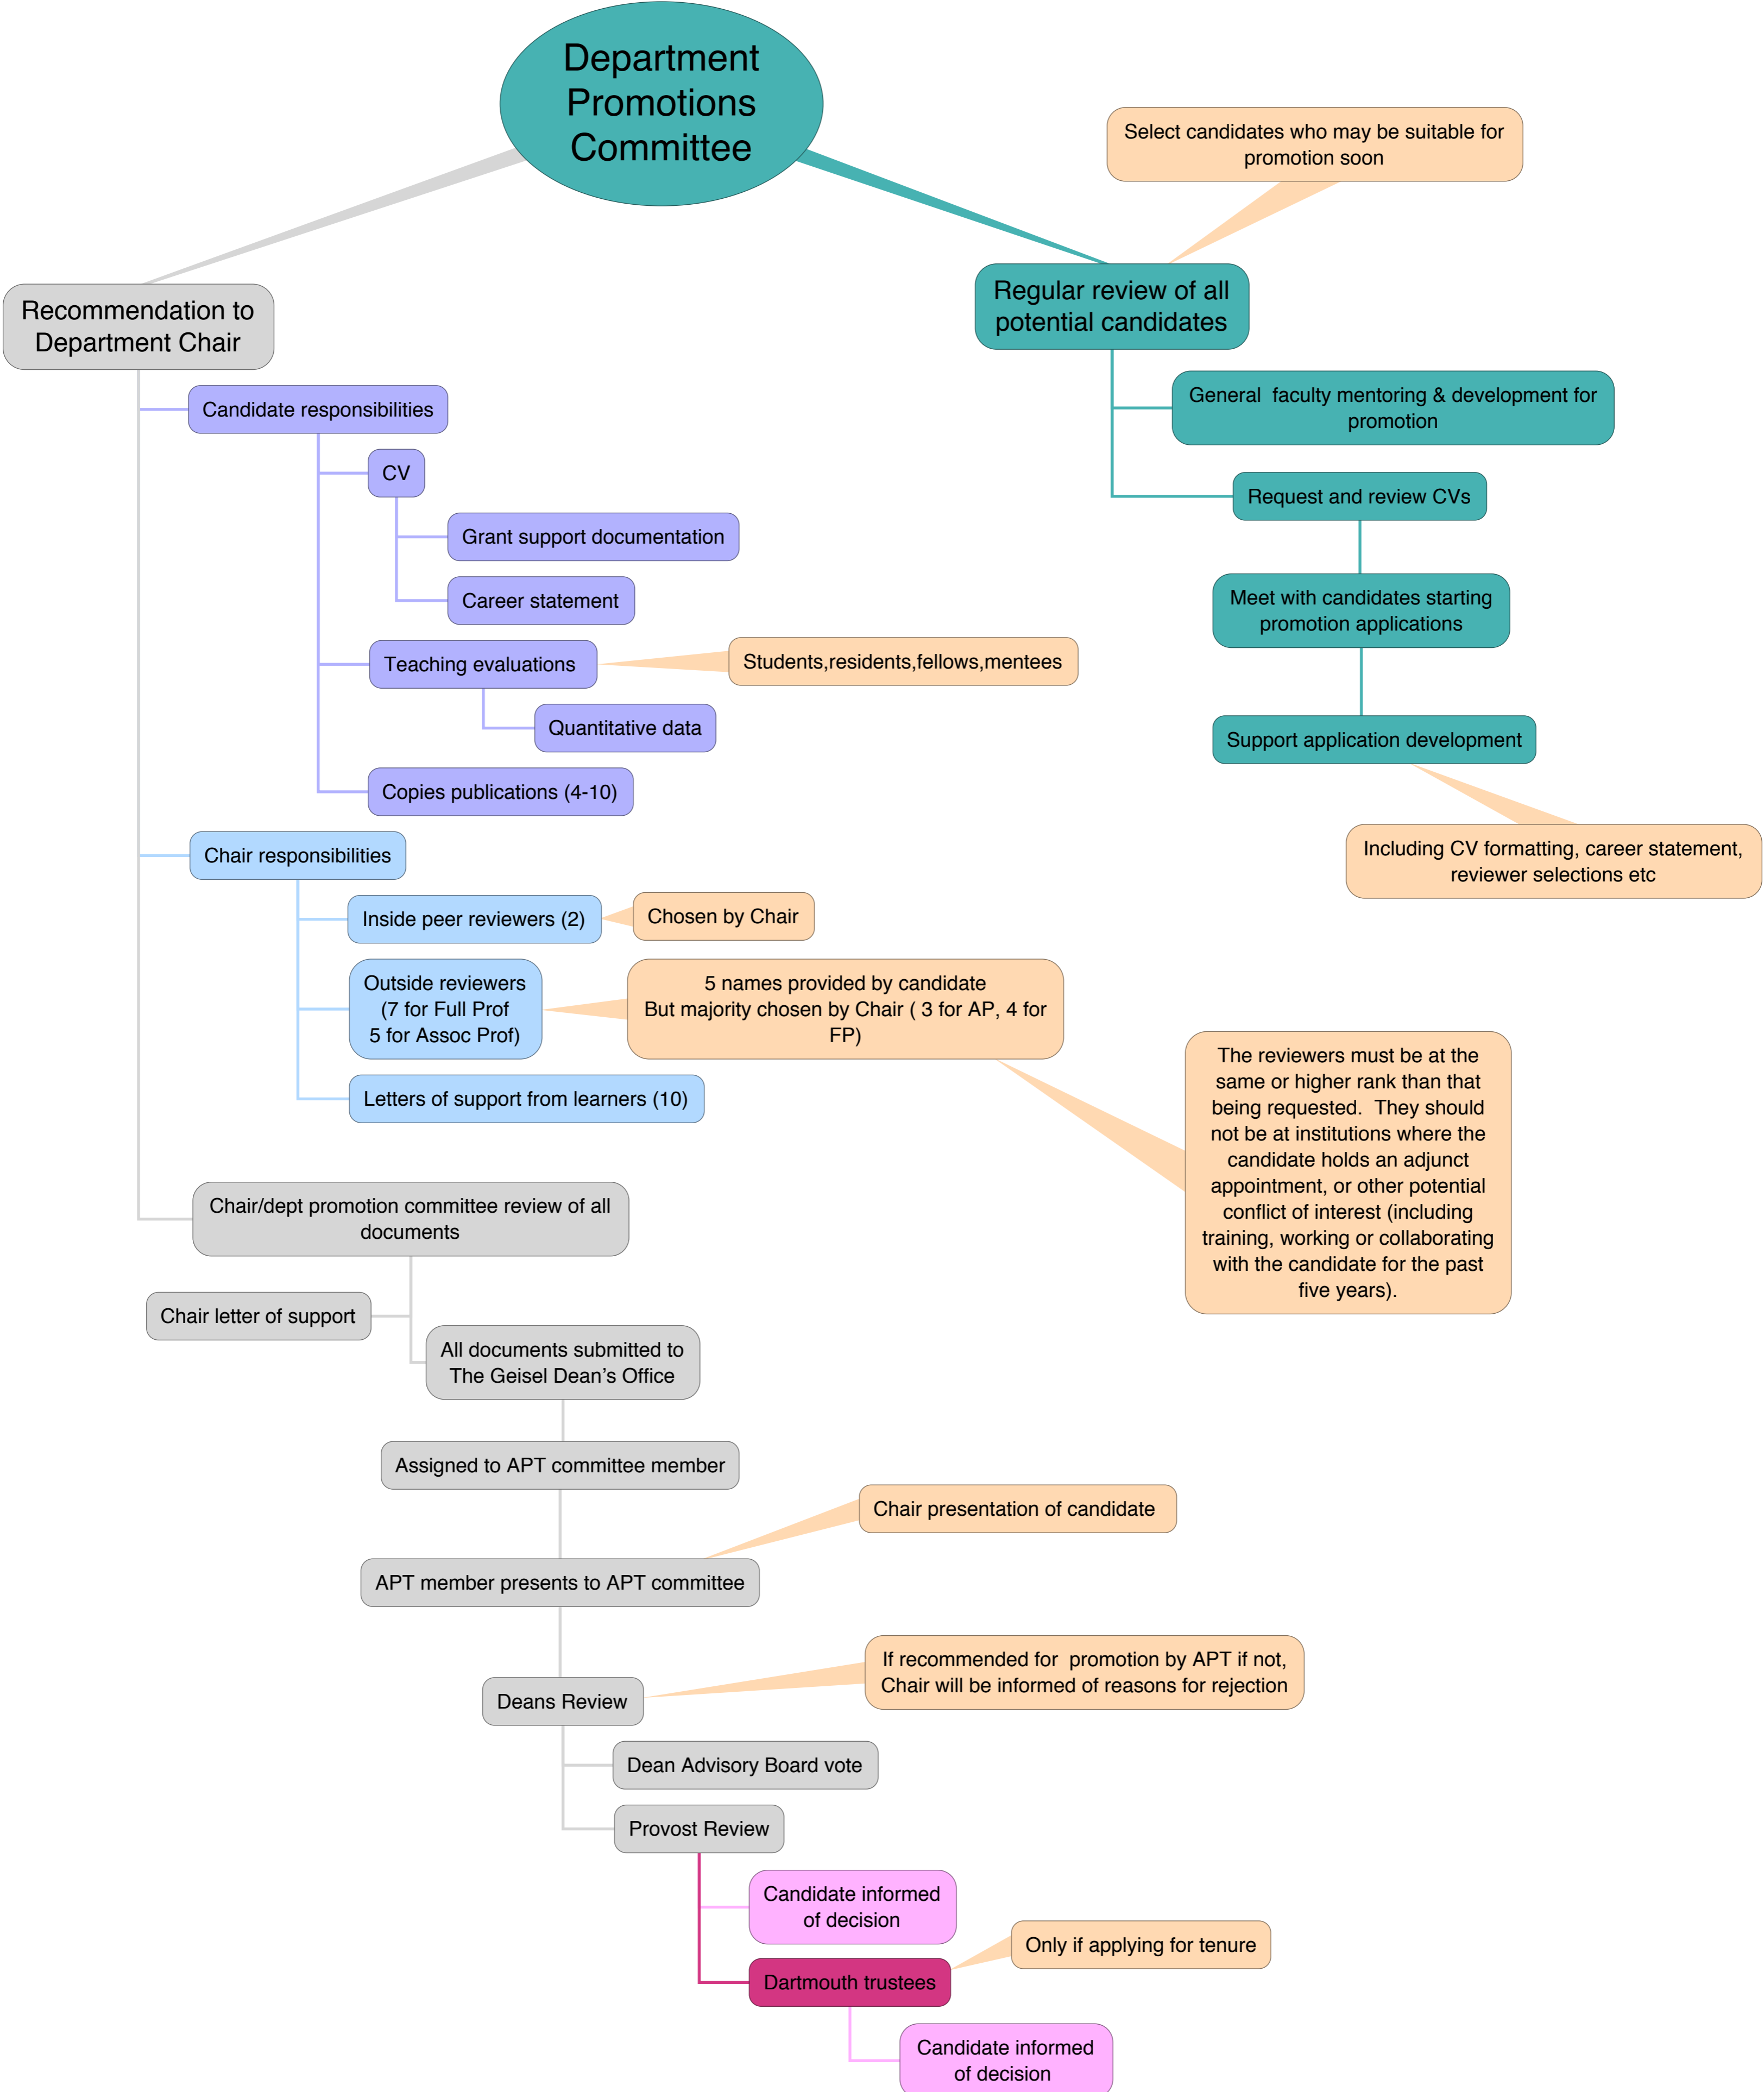 Department
Promotions
Committee
Select candidates who may be suitable for
promotion soon
Recommendation to
Department Chair
Regular review of all
potential candidates
General  faculty mentoring & development for
promotion
Candidate responsibilities
CV
Request and review CVs
Grant support documentation
Career statement
Meet with candidates starting
promotion applications
Teaching evaluations
Students,residents,fellows,mentees
Quantitative data
Support application development
Copies publications (4-10)
Including CV formatting, career statement,
reviewer selections etc
Chair responsibilities
Inside peer reviewers (2)
Chosen by Chair
Outside reviewers
(7 for Full Prof
5 for Assoc Prof)
5 names provided by candidate
But majority chosen by Chair ( 3 for AP, 4 for
FP)
The reviewers must be at the
same or higher rank than that
being requested.  They should
not be at institutions where the
candidate holds an adjunct
appointment, or other potential
conflict of interest (including
training, working or collaborating
with the candidate for the past
five years).
Letters of support from learners (10)
Chair/dept promotion committee review of all
documents
Chair letter of support
All documents submitted to
The Geisel Dean’s Office
Assigned to APT committee member
Chair presentation of candidate
APT member presents to APT committee
If recommended for  promotion by APT if not,
Chair will be informed of reasons for rejection
Deans Review
Dean Advisory Board vote
Provost Review
Candidate informed
of decision
Only if applying for tenure
Dartmouth trustees
Candidate informed
of decision